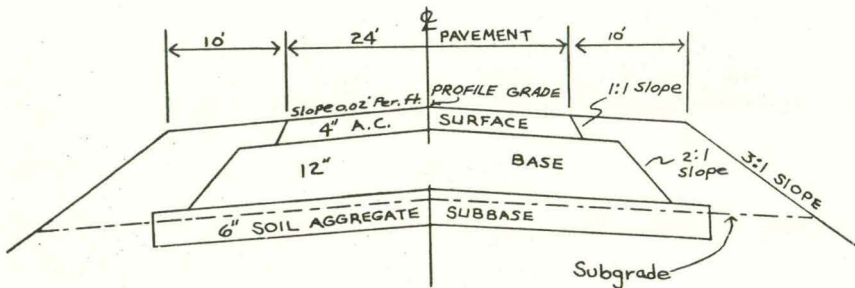 ℄
10' 24' PAVEMENT 10'
PROFILE GRADE
1:1 Slope
Slope 0.02' Per. ft.
4" A.C. SURFACE
12" BASE
2:1 Slope
3:1 SLOPE
6" SOIL AGGREGATE SUBBASE
Subgrade